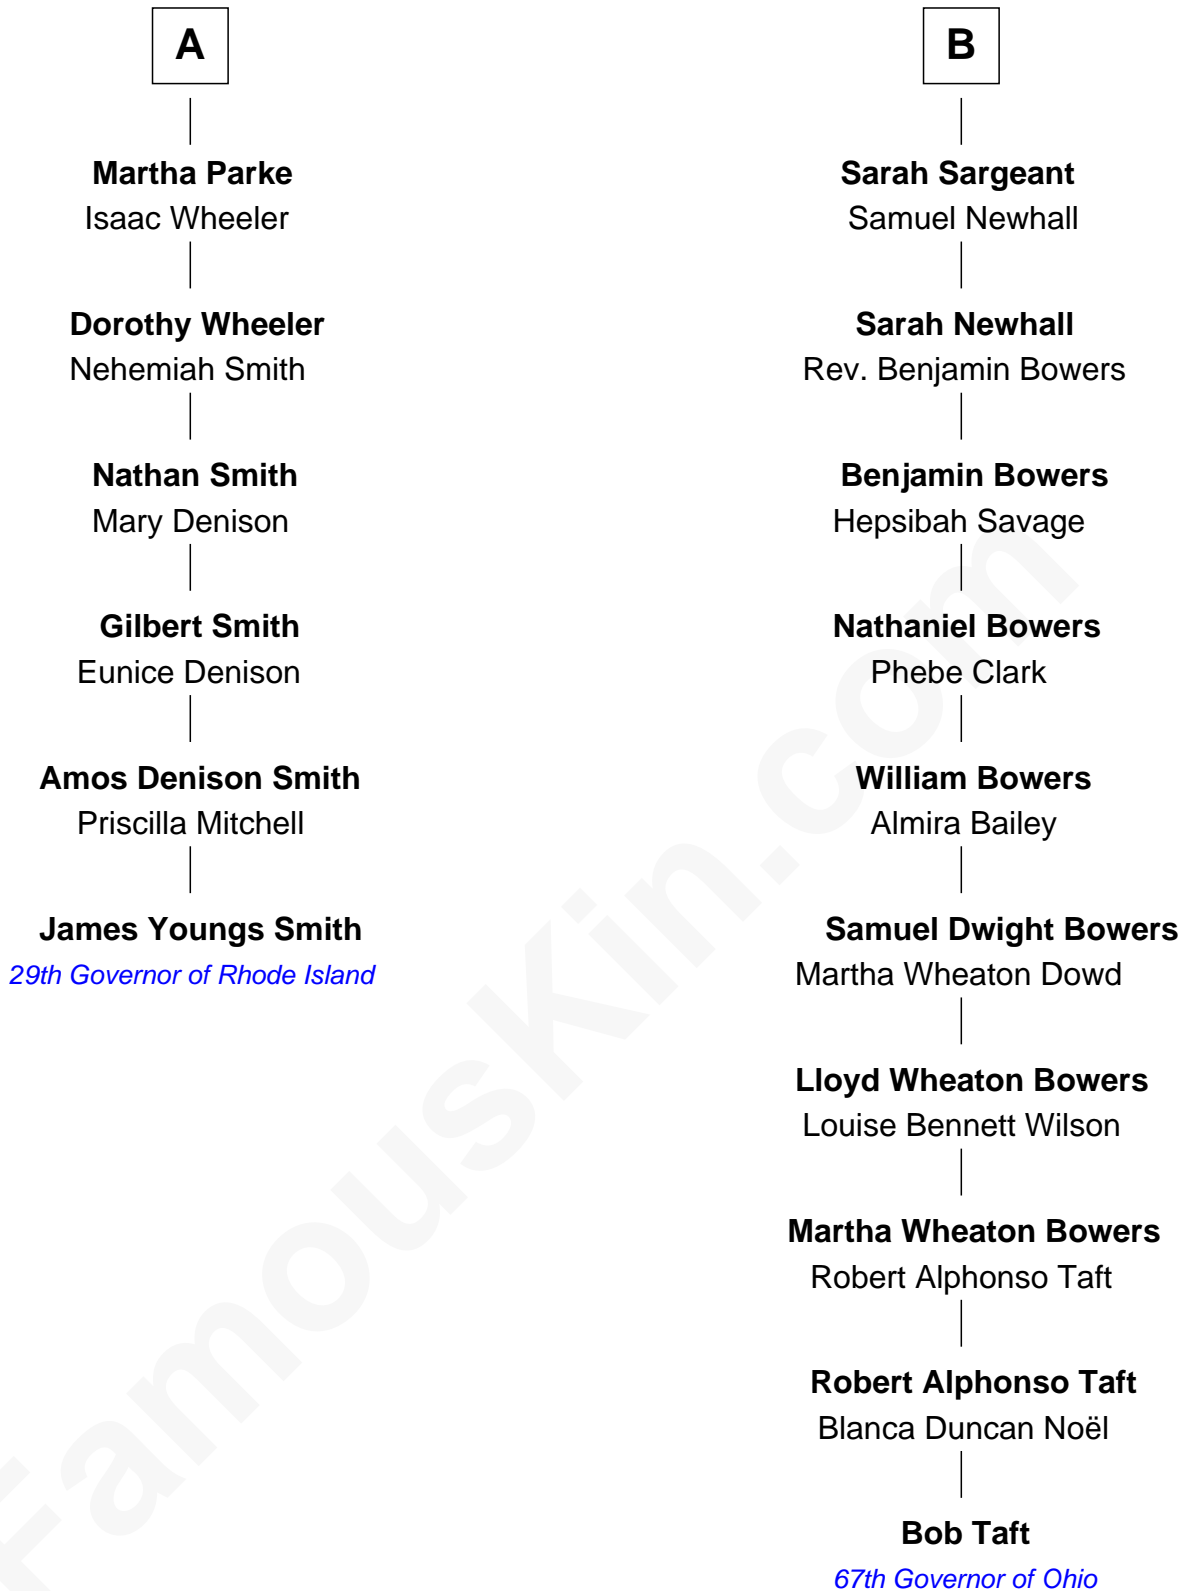 A
Martha Parke
Isaac Wheeler
Dorothy Wheeler
Nehemiah Smith
Nathan Smith
Mary Denison
Gilbert Smith
Eunice Denison
Amos Denison Smith
Priscilla Mitchell
James Youngs Smith
29th Governor of Rhode Island
B
Sarah Sargeant
Samuel Newhall
Sarah Newhall
Rev. Benjamin Bowers
Benjamin Bowers
Hepsibah Savage
Nathaniel Bowers
Phebe Clark
William Bowers
Almira Bailey
Samuel Dwight Bowers
Martha Wheaton Dowd
Lloyd Wheaton Bowers
Louise Bennett Wilson
Martha Wheaton Bowers
Robert Alphonso Taft
Robert Alphonso Taft
Blanca Duncan Noël
Bob Taft
67th Governor of Ohio
FamousKin.com